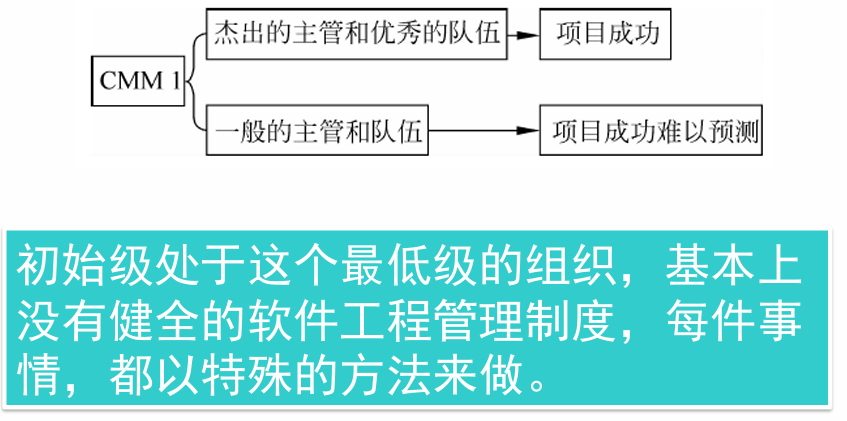 杰出的主管和优秀的队伍
项目成功
CMM 1
一般的主管和队伍
项目成功难以预测
初始级处于这个最低级的组织，基本上
没有健全的软件工程管理制度，每件事
情，都以特殊的方法来做。